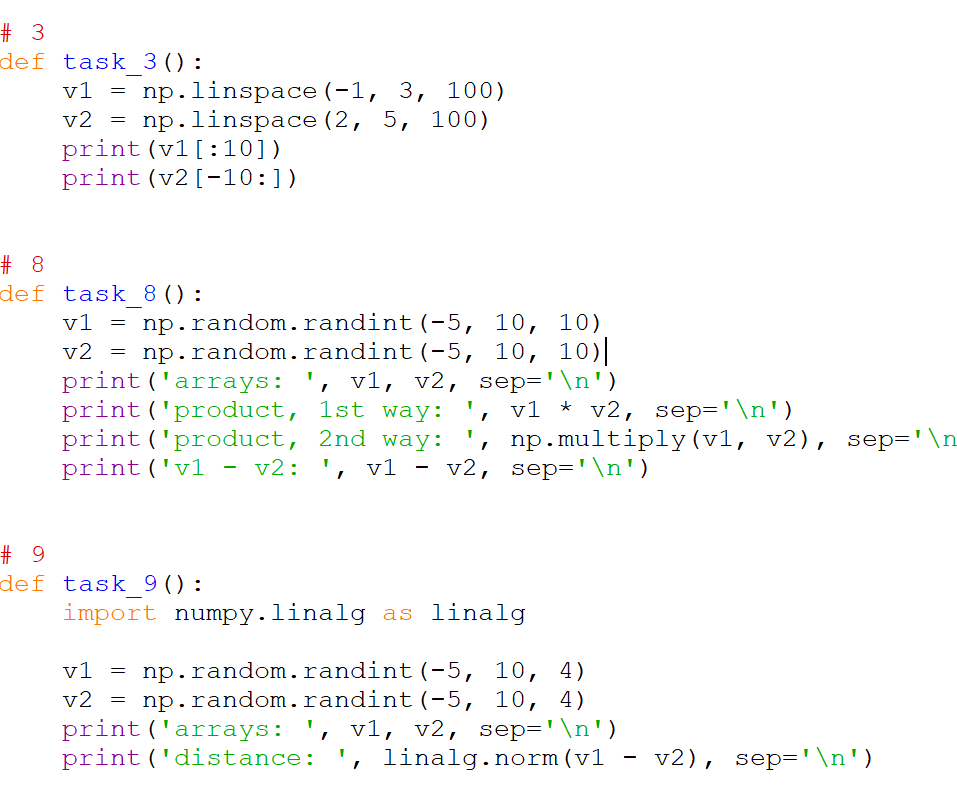 # 3
def task_3():
    v1 = np.linspace(-1, 3, 100)
    v2 = np.linspace(2, 5, 100)
    print(v1[:10])
    print(v2[-10:])
# 8
def task_8():
    v1 = np.random.randint(-5, 10, 10)
    v2 = np.random.randint(-5, 10, 10)
    print('arrays: ', v1, v2, sep='\n')
    print('product, 1st way: ', v1 * v2, sep='\n')
    print('product, 2nd way: ', np.multiply(v1, v2), sep='\n
    print('v1 - v2: ', v1 - v2, sep='\n')
# 9
def task_9():
    import numpy.linalg as linalg
    v1 = np.random.randint(-5, 10, 4)
    v2 = np.random.randint(-5, 10, 4)
    print('arrays: ', v1, v2, sep='\n')
    print('distance: ', linalg.norm(v1 - v2), sep='\n')